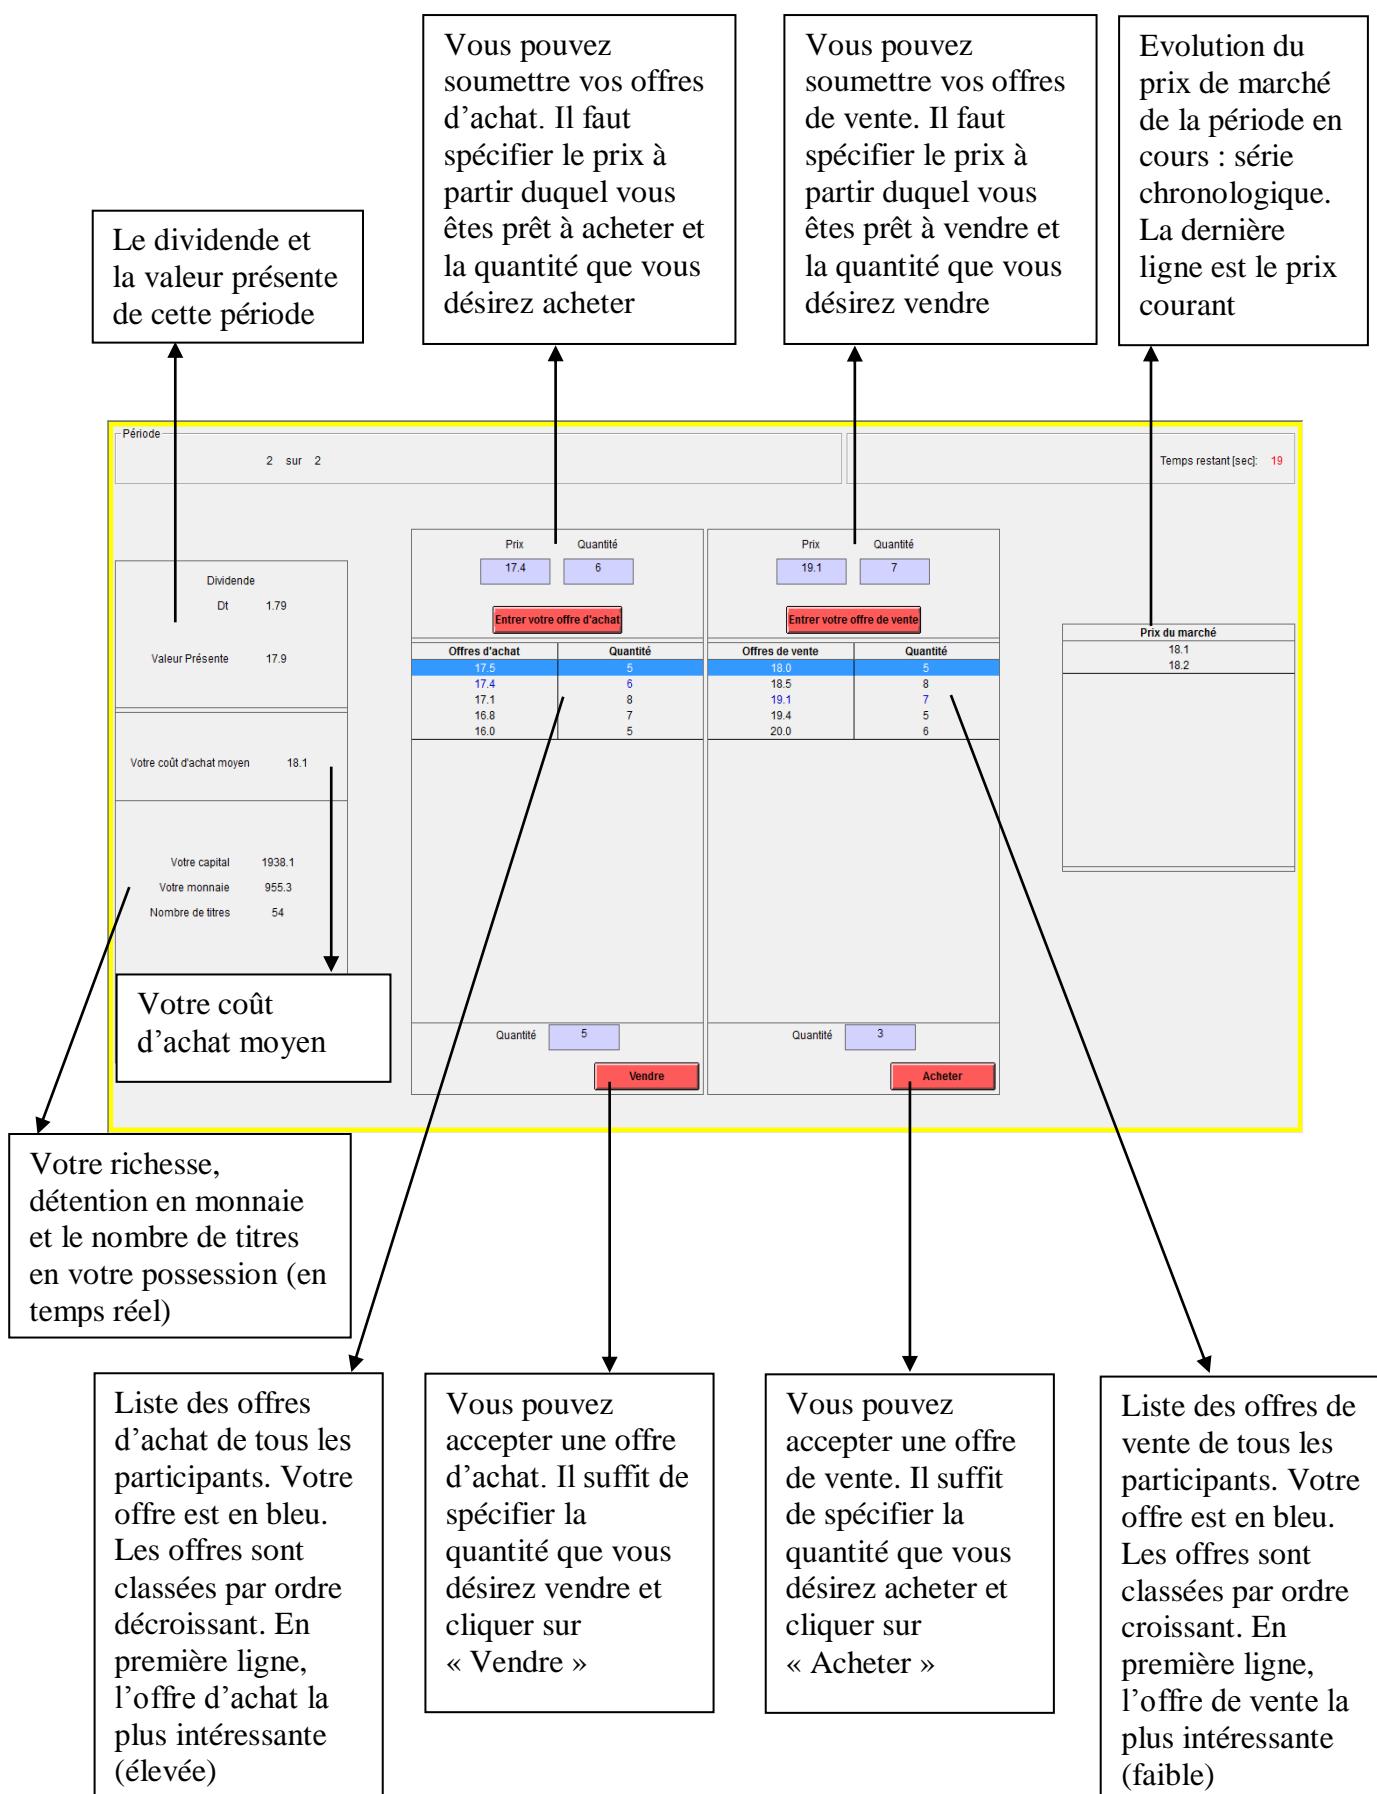 Vous pouvez
soumettre vos offres
d’achat. Il faut
spécifier le prix à
partir duquel vous
êtes prêt à acheter et
la quantité que vous
désirez acheter
Vous pouvez
soumettre vos offres
de vente. Il faut
spécifier le prix à
partir duquel vous
êtes prêt à vendre et
la quantité que vous
désirez vendre
Evolution du
prix de marché
de la période en
cours : série
chronologique.
La dernière
ligne est le prix
courant
Le dividende et
la valeur présente
de cette période
Période
2 sur 2
Temps restant [sec]: 19
Dividende
Dt 1.79
Valeur Présente 17.9
Votre coût d'achat moyen 18.1
Votre capital 1938.1
Votre monnaie 955.3
Nombre de titres 54
Prix Quantité
17.4 6
Entrer votre offre d'achat
Offres d'achat Quantité
17.5 5
17.4 6
17.1 8
16.8 7
16.0 5
Quantité 5
Vendre
Prix Quantité
19.1 7
Entrer votre offre de vente
Offres de vente Quantité
18.0 5
18.5 8
19.1 7
19.4 5
20.0 6
Quantité 3
Acheter
Prix du marché
18.1
18.2
Votre coût
d’achat moyen
Votre richesse,
détention en monnaie
et le nombre de titres
en votre possession (en
temps réel)
Liste des offres
d’achat de tous les
participants. Votre
offre est en bleu.
Les offres sont
classées par ordre
décroissant. En
première ligne,
l’offre d’achat la
plus intéressante
(élevée)
Vous pouvez
accepter une offre
d’achat. Il suffit de
spécifier la
quantité que vous
désirez vendre et
cliquer sur
« Vendre »
Vous pouvez
accepter une offre
de vente. Il suffit
de spécifier la
quantité que vous
désirez acheter et
cliquer sur
« Acheter »
Liste des offres de
vente de tous les
participants. Votre
offre est en bleu.
Les offres sont
classées par ordre
croissant. En
première ligne,
l’offre de vente la
plus intéressante
(faible)